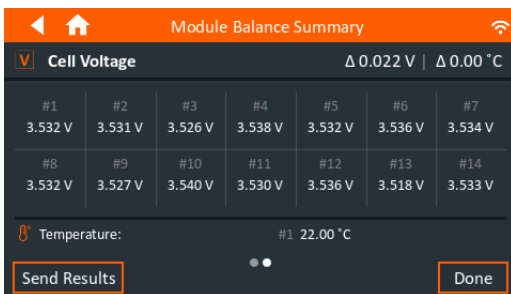 Module Balance Summary
V Cell Voltage Δ 0.022 V | Δ 0.00 ˚C
#1 #2 #3 #4 #5 #6 #7
3.532 V 3.531 V 3.526 V 3.538 V 3.532 V 3.536 V 3.534 V
#8 #9 #10 #11 #12 #13 #14
3.532 V 3.527 V 3.540 V 3.530 V 3.536 V 3.518 V 3.533 V
Temperature: #1 22.00 ˚C
Send Results Done